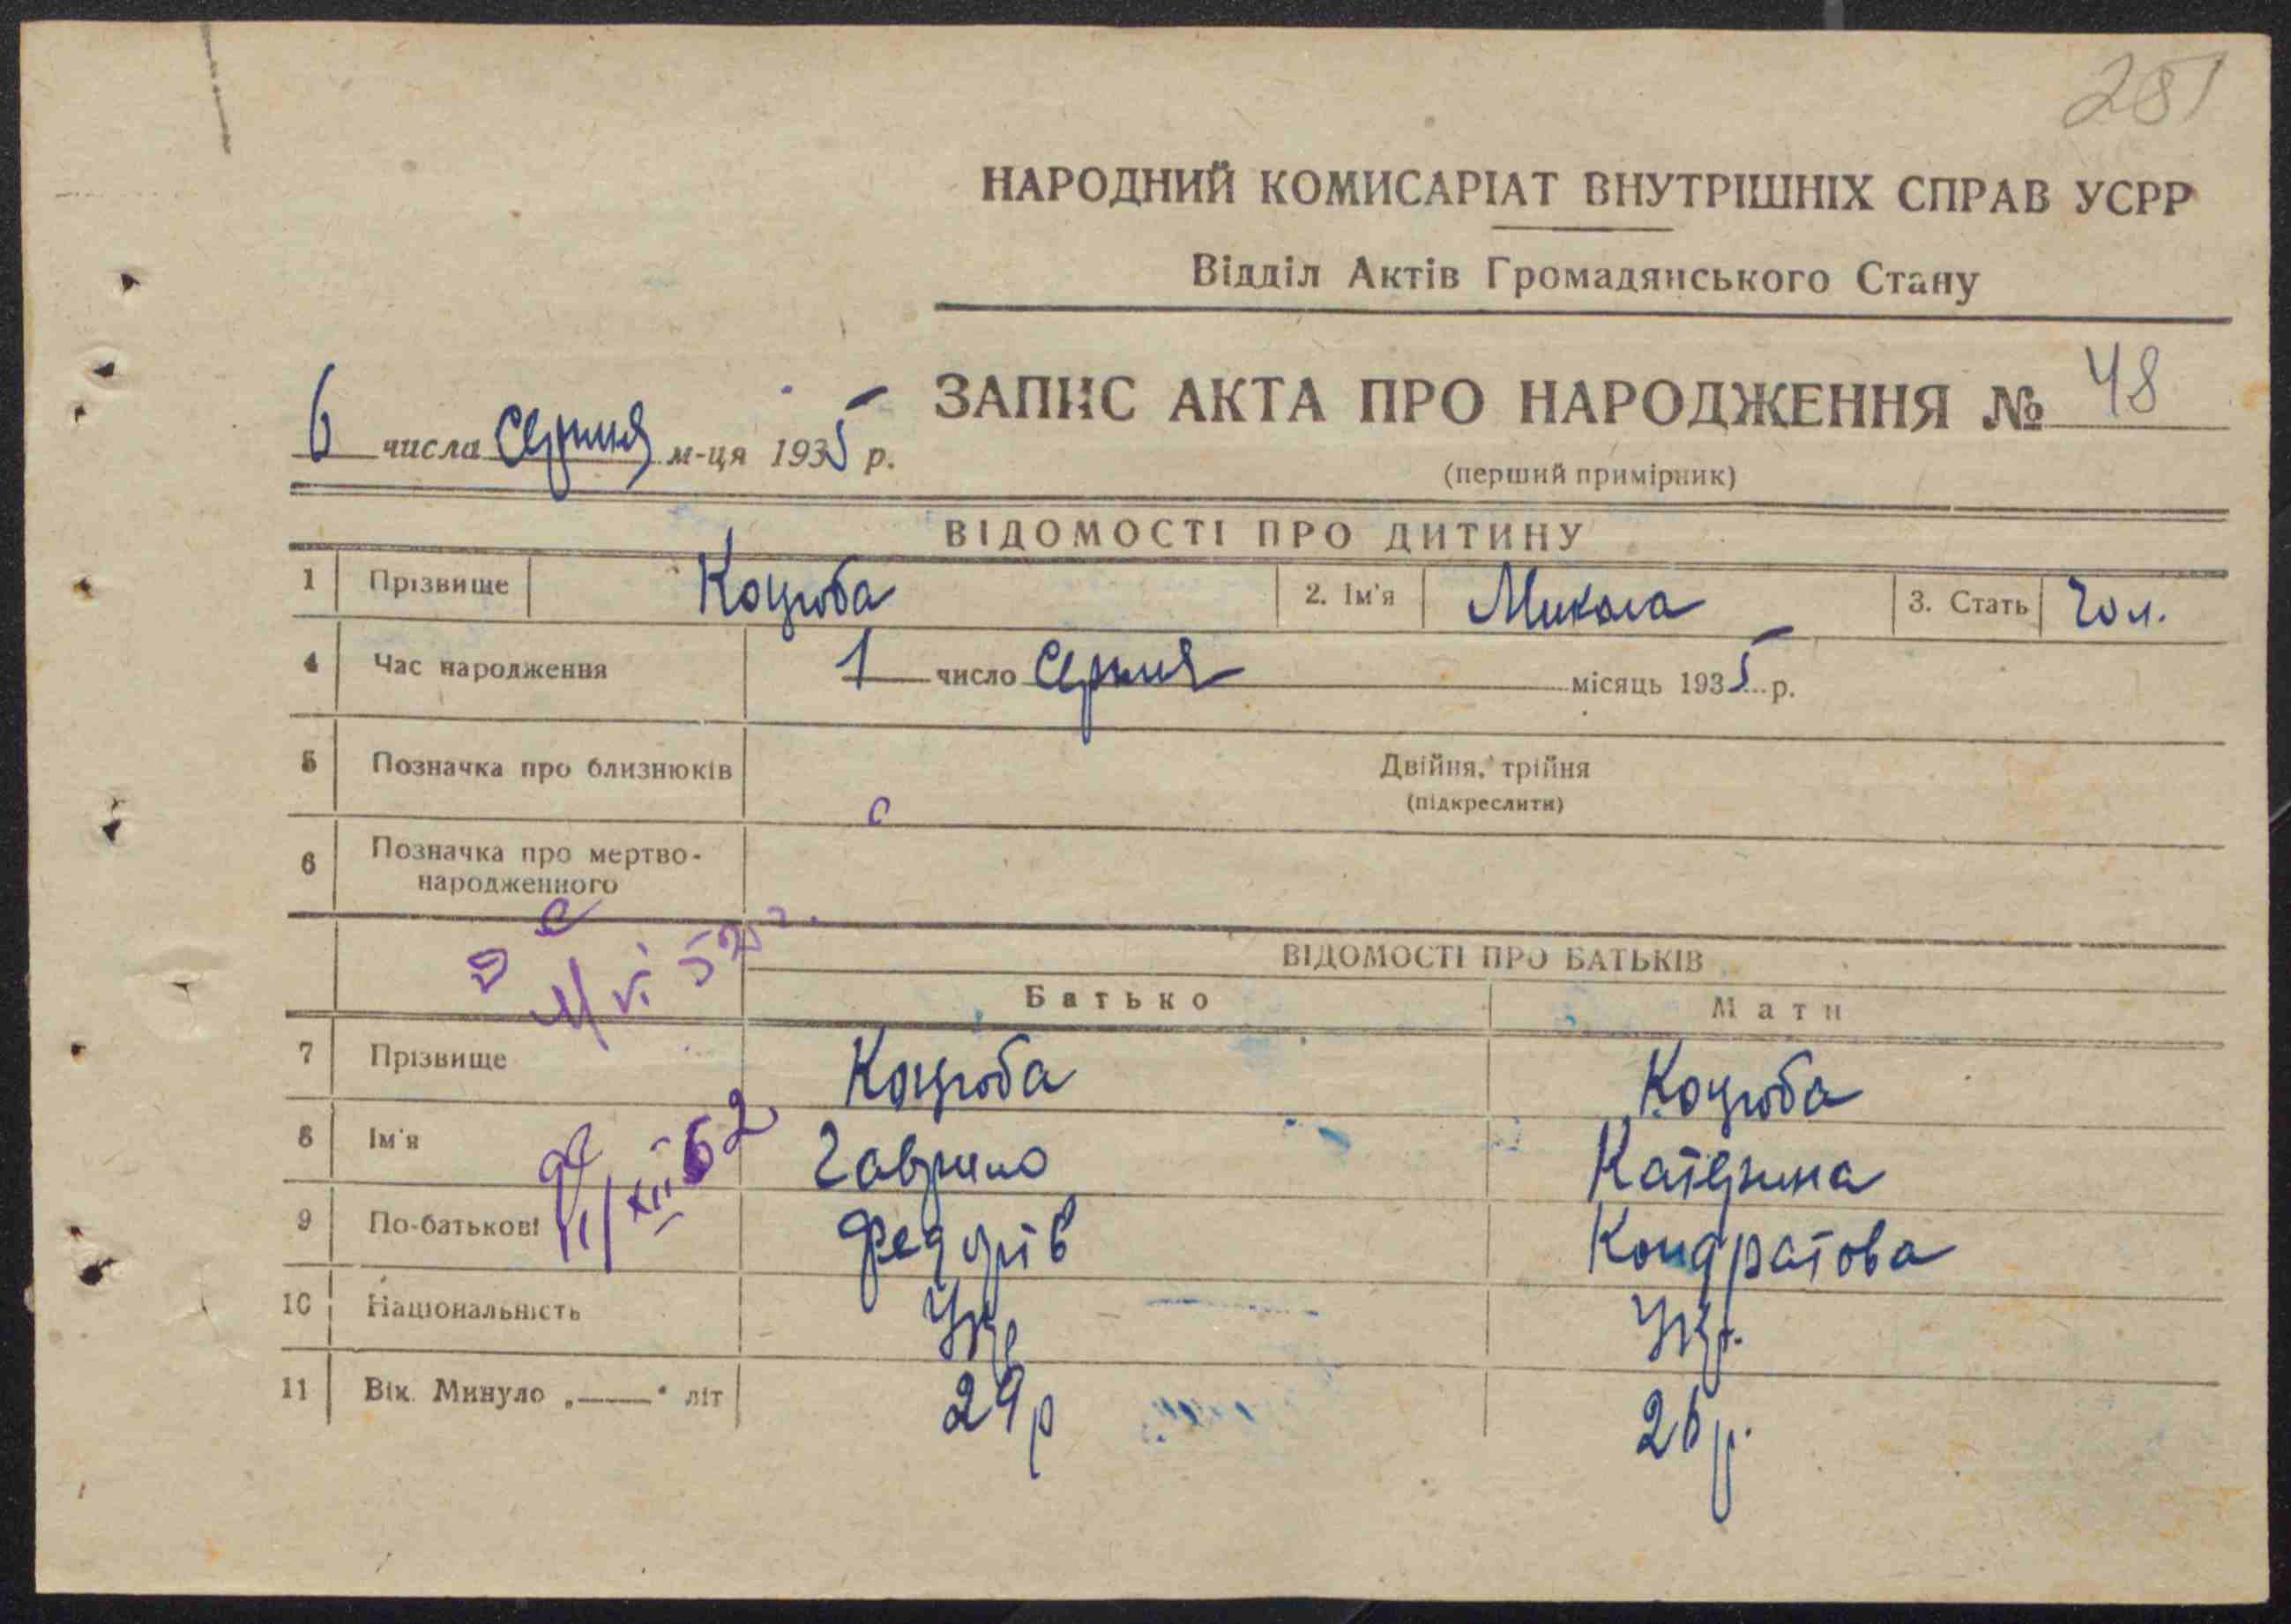 281
НАРОДНИЙ КОМИСАРІАТ ВНУТРІШНІХ СПРАВ УСРР
Відділ Актів Громадянського Стану
ЗАПИС АКТА ПРО НАРОДЖЕННЯ № 48
6 числа Серпня м-ця 1935 р.
(перший примірник)
ВІДОМОСТІ ПРО ДИТИНУ
1 Прізвище Коцюба 2. Ім'я Микола 3. Стать Чол.
4 Час народження 1 число Серпня місяць 1935 р.
5 Позначка про близнюків Двійня, трійня
(підкреслити)
6 Позначка про мертво-
народженного
ВІДОМОСТІ ПРО БАТЬКІВ
Батько Мати
7 Прізвище Коцюба Коцюба
8 Ім'я Гаврило Катерина
9 По-батькові Федорів Кондратова
10 Національність Укр Укр.
11 Вік. Минуло „——" літ 29р 26р.